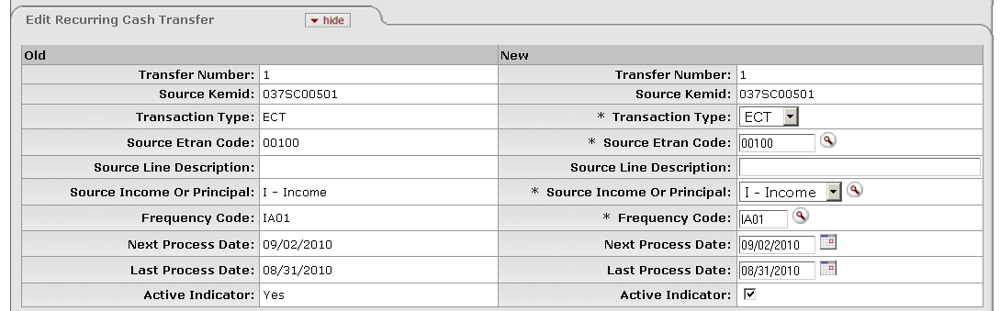 Edit Recurring Cash Transfer hide
Old New
Transfer Number: 1 Transfer Number: 1
Source Kemid: 037SC00501 Source Kemid: 037SC00501
Transaction Type: ECT * Transaction Type: ECT
Source Etran Code: 00100 * Source Etran Code: 00100
Source Line Description: Source Line Description:
Source Income Or Principal: I - Income * Source Income Or Principal: I - Income
Frequency Code: IA01 * Frequency Code: IA01
Next Process Date: 09/02/2010 Next Process Date: 09/02/2010
Last Process Date: 08/31/2010 Last Process Date: 08/31/2010
Active Indicator: Yes Active Indicator: